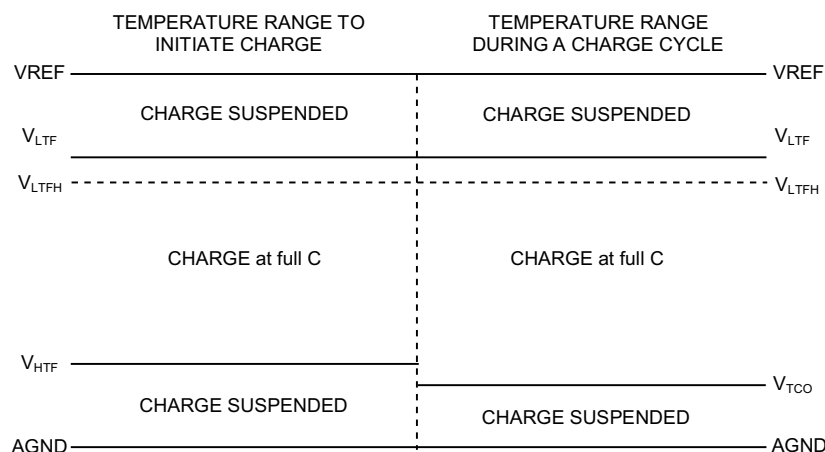 TEMPERATURE RANGE TO
INITIATE CHARGE
TEMPERATURE RANGE
DURING A CHARGE CYCLE
VREF
VREF
CHARGE SUSPENDED
CHARGE SUSPENDED
VLTF
VLTF
VLTFH
VLTFH
CHARGE at full C
CHARGE at full C
VHTF
VTCO
CHARGE SUSPENDED
CHARGE SUSPENDED
AGND
AGND